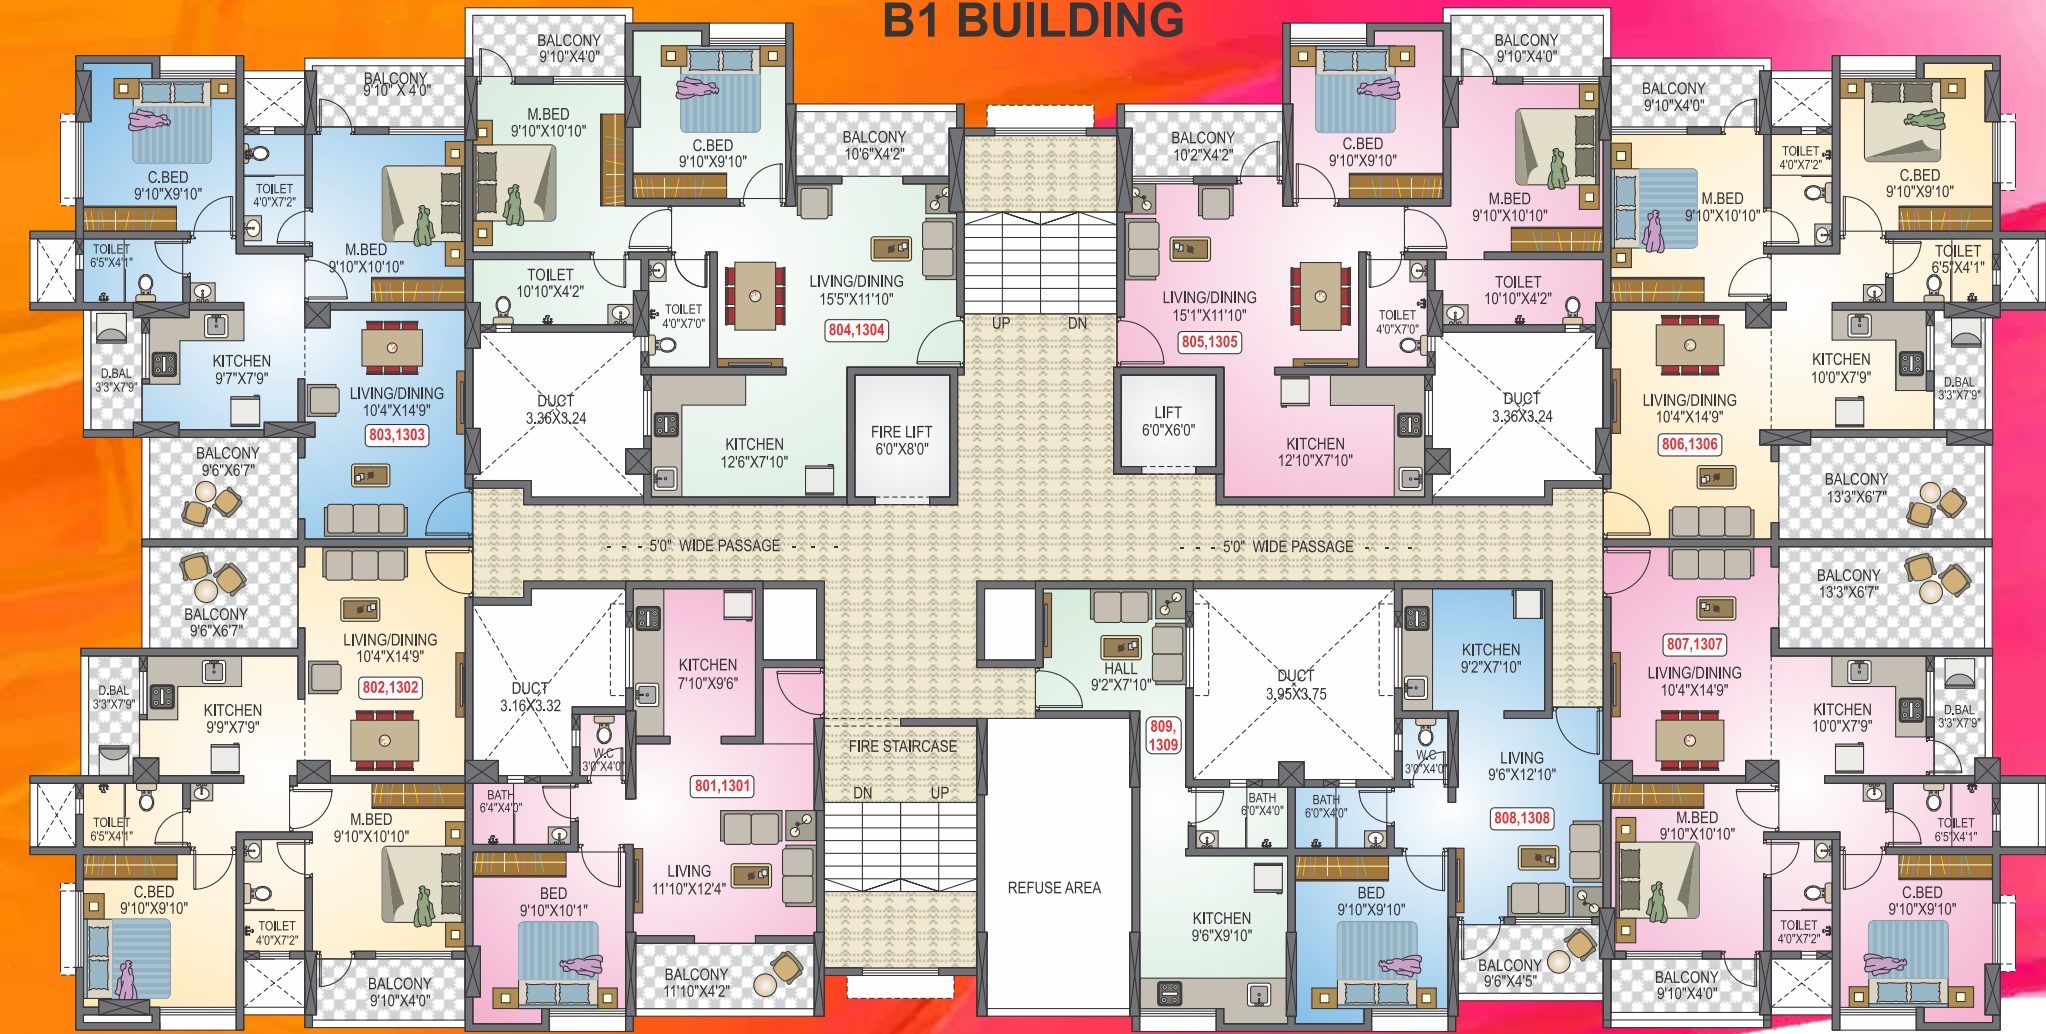 B1 BUILDING
BALCONY
9'10"X4'0"
C.BED
9'10"X9'10"
BALCONY
9'10" X 4'0"
M.BED
9'10"X10'10"
BALCONY
10'6"X4'2"
C.BED
9'10"X9'10"
TOILET
4'0"X7'2"
M.BED
9'10"X10'10"
TOILET
6'5"X4'1"
TOILET
10'10"X4'2"
TOILET
4'0"X7'0"
LIVING/DINING
15'5"X11'10"
804,1304
D.BAL
3'3"X7'9"
KITCHEN
9'7"X7'9"
LIVING/DINING
10'4"X14'9"
803,1303
DUCT
3.36X3.24
KITCHEN
12'6"X7'10"
FIRE LIFT
6'0"X8'0"
BALCONY
9'6"X6'7"
UP
DN
BALCONY
9'10"X4'0"
C.BED
9'10"X9'10"
BALCONY
10'2"X4'2"
M.BED
9'10"X10'10"
LIVING/DINING
15'1"X11'10"
805,1305
TOILET
4'0"X7'0"
TOILET
10'10"X4'2"
LIFT
6'0"X6'0"
KITCHEN
12'10"X7'10"
DUCT
3.36X3.24
BALCONY
9'10"X4'0"
TOILET
4'0"X7'2"
C.BED
9'10"X9'10"
M.BED
9'10"X10'10"
TOILET
6'5"X4'1"
KITCHEN
10'0"X7'9"
D.BAL
3'3"X7'9"
LIVING/DINING
10'4"X14'9"
806,1306
BALCONY
13'3"X6'7"
5'0" WIDE PASSAGE
5'0" WIDE PASSAGE
BALCONY
9'6"X6'7"
LIVING/DINING
10'4"X14'9"
802,1302
D.BAL
3'3"X7'9"
KITCHEN
9'9"X7'9"
TOILET
6'5"X4'1"
M.BED
9'10"X10'10"
C.BED
9'10"X9'10"
TOILET
4'0"X7'2"
BALCONY
9'10"X4'0"
DUCT
3.16X3.32
KITCHEN
7'10"X9'6"
W.C
3'0"X4'0"
BATH
6'4"X4'0"
801,1301
LIVING
11'10"X12'4"
BED
9'10"X10'1"
BALCONY
11'10"X4'2"
FIRE STAIRCASE
DN
UP
REFUSE AREA
HALL
9'2"X7'10"
809,
1309
DUCT
3.95X3.75
BATH
6'0"X4'0"
KITCHEN
9'6"X9'10"
KITCHEN
9'2"X7'10"
W.C
3'0"X4'0"
BATH
6'0"X4'0"
LIVING
9'6"X12'10"
808,1308
BED
9'10"X9'10"
BALCONY
9'6"X4'5"
BALCONY
13'3"X6'7"
807,1307
LIVING/DINING
10'4"X14'9"
KITCHEN
10'0"X7'9"
D.BAL
3'3"X7'9"
M.BED
9'10"X10'10"
TOILET
6'5"X4'1"
C.BED
9'10"X9'10"
TOILET
4'0"X7'2"
BALCONY
9'10"X4'0"